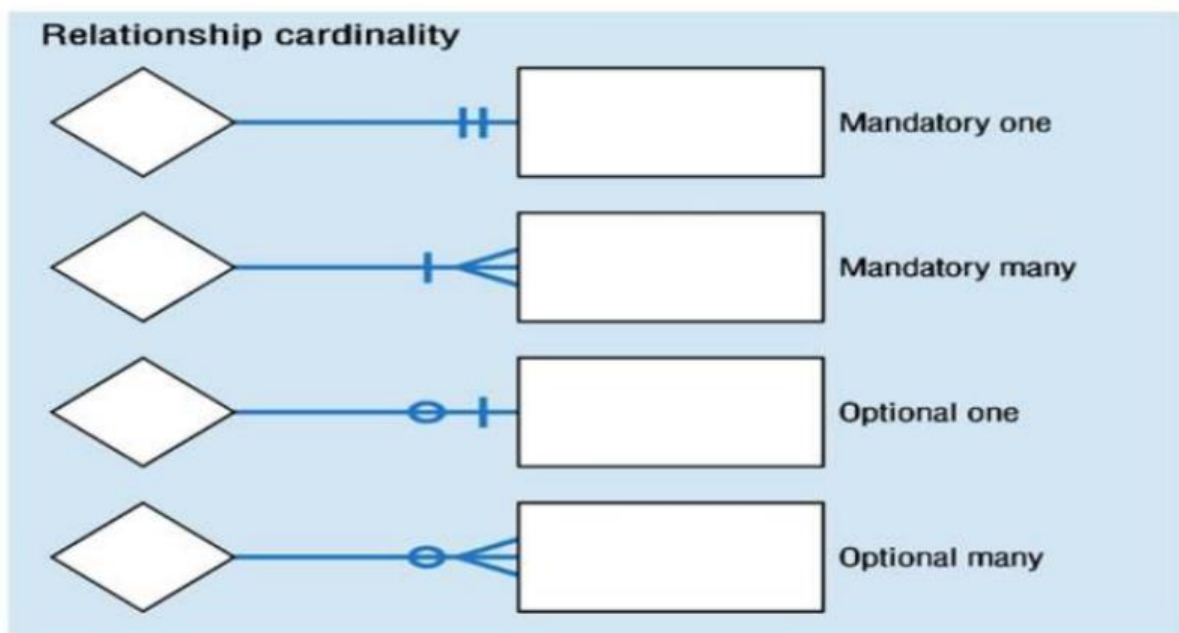 Relationship cardinality
Mandatory one
Mandatory many
Optional one
Optional many